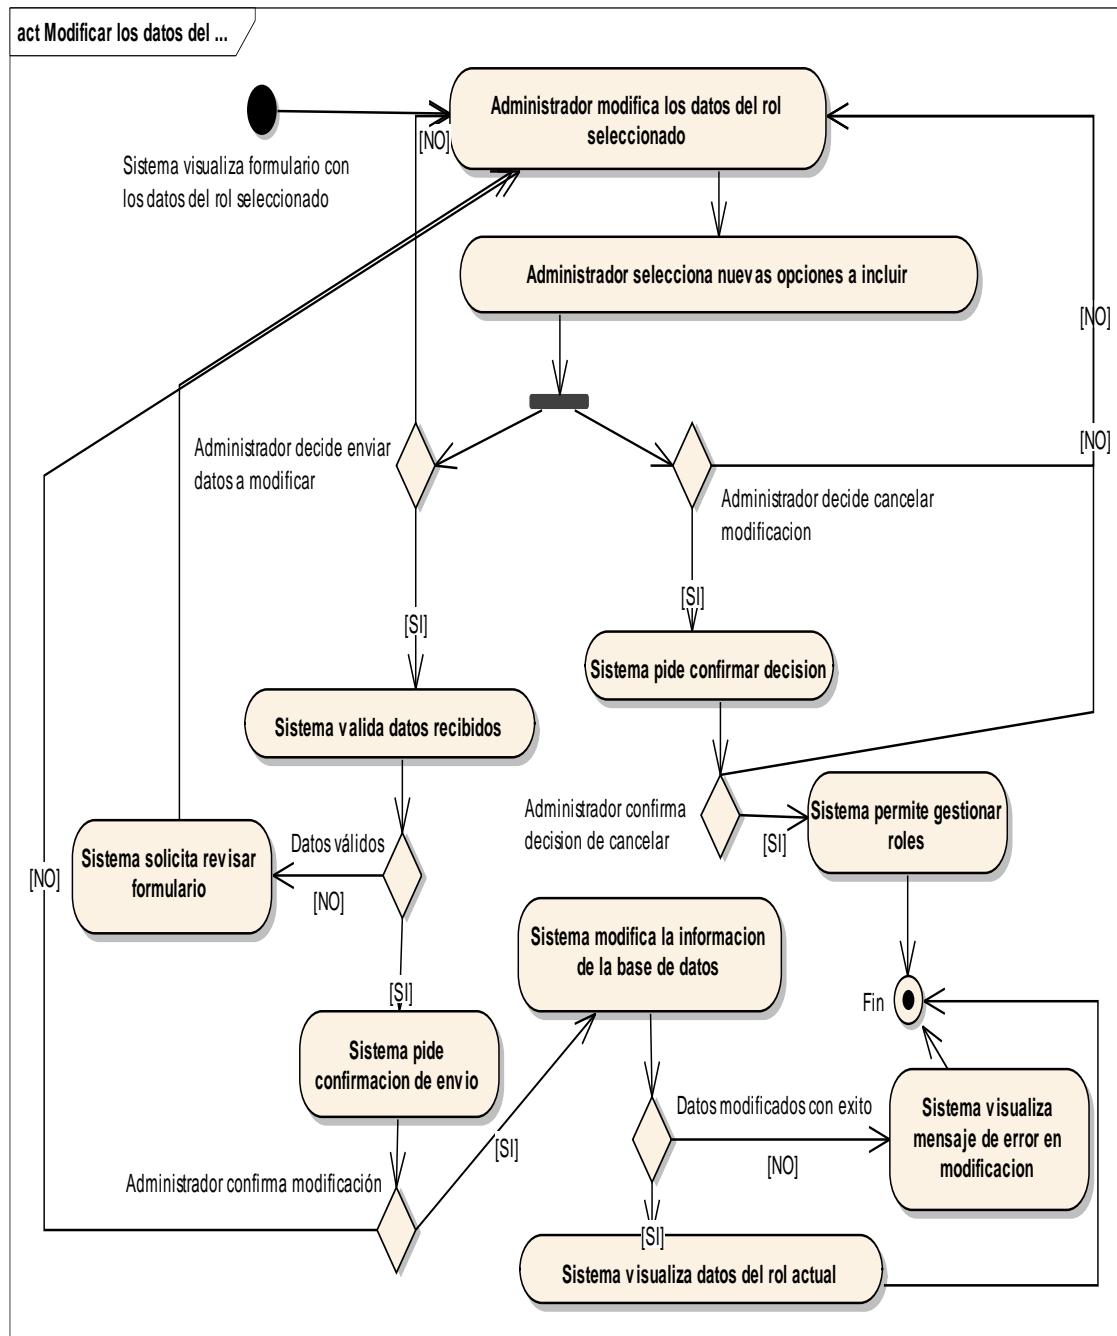 act Modificar los datos del ...
Administrador modifica los datos del rol
seleccionado
[NO]
Sistema visualiza formulario con
los datos del rol seleccionado
Administrador selecciona nuevas opciones a incluir
[NO]
Administrador decide enviar
datos a modificar
[NO]
Administrador decide cancelar
modificacion
[SI]
[SI]
Sistema pide confirmar decision
Sistema valida datos recibidos
Administrador confirma
decision de cancelar
[SI]
Sistema permite gestionar
roles
Datos válidos
[NO]
Sistema solicita revisar
formulario
[NO]
Sistema modifica la informacion
de la base de datos
[SI]
Fin
Sistema pide
confirmacion de envio
Datos modificados con exito
[NO]
Sistema visualiza
mensaje de error en
modificacion
[SI]
Administrador confirma modificación
[SI]
Sistema visualiza datos del rol actual